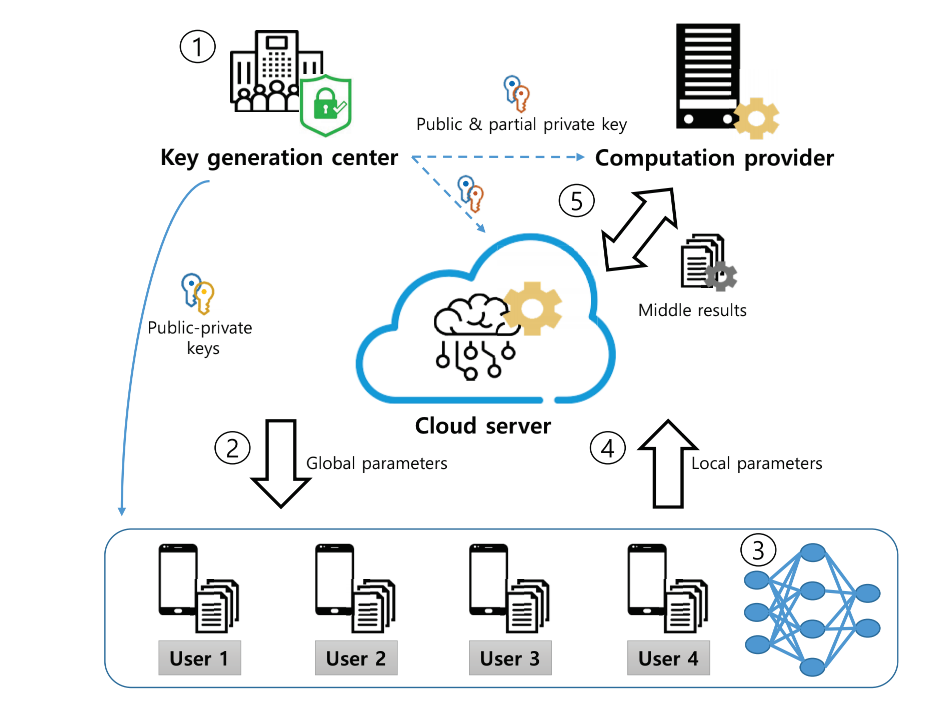 ①
Public & partial private key
Key generation center
Computation provider
⑤
Public-private
keys
Middle results
Cloud server
②
Global parameters
④
Local parameters
③
User 1
User 2
User 3
User 4